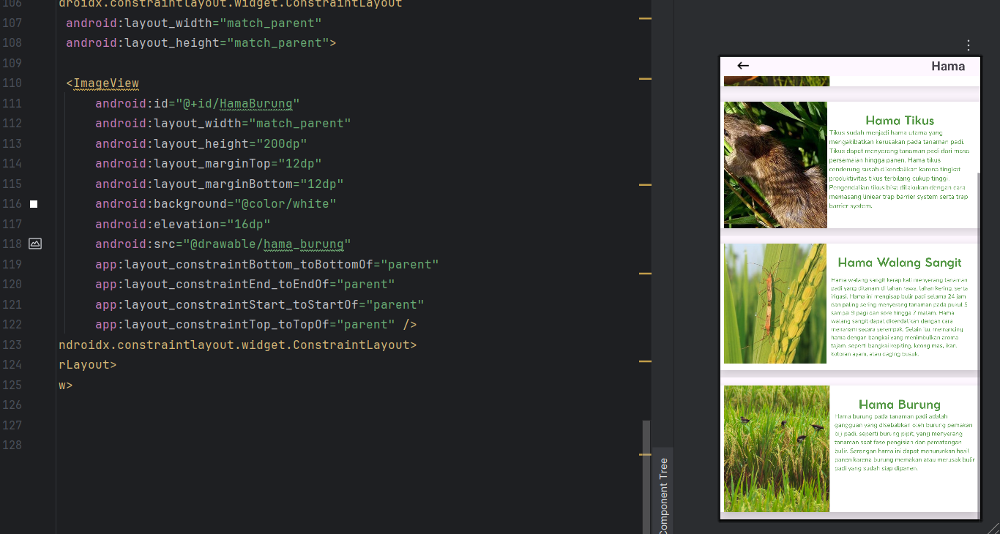 106 droidx.constraintlayout.widget.ConstraintLayout
107 android:layout_width="match_parent"
108 android:layout_height="match_parent">
109
110 <ImageView
111 android:id="@+id/HamaBurung"
112 android:layout_width="match_parent"
113 android:layout_height="200dp"
114 android:layout_marginTop="12dp"
115 android:layout_marginBottom="12dp"
116 android:background="@color/white"
117 android:elevation="16dp"
118 android:src="@drawable/hama_burung"
119 app:layout_constraintBottom_toBottomOf="parent"
120 app:layout_constraintEnd_toEndOf="parent"
121 app:layout_constraintStart_toStartOf="parent"
122 app:layout_constraintTop_toTopOf="parent" />
123 ndroidx.constraintlayout.widget.ConstraintLayout>
124 rLayout>
125 w>
126
127
128
Component Tree
Hama
Hama Tikus
Tikus sudah menjadi hama utama yang
mengakibatkan kerusakan pada tanaman padi.
Tikus dapat menyerang tanaman padi dari masa
persemaian hingga panen. Hama tikus
cenderung susah dikendalikan karena tingkat
produktivitas tikus terbilang cukup tinggi.
Pengendalian tikus bisa dilakukan dengan cara
memasang liniear trap barrier system serta trap
barrier system.
Hama Walang Sangit
Hama walang sangit kerap kali menyerang tanaman
padi yang ditanam di lahan rawa, lahan kering, serta
irigasi. Hama ini mengisap bulir padi selama 24 jam
dan paling sering menyerang tanaman pada pukul 5
sampai 9 pagi dan sore hingga 7 malam. Hama
walang sangit dapat dikendalikan dengan cara
menanam secara serempak. Selain itu, memancing
hama dengan bangkai yang menimbulkan aroma
tajam, seperti bangkai kepiting, keong mas, ikan,
kotoran ayam, atau daging busuk.
Hama Burung
Hama burung pada tanaman padi adalah
gangguan yang disebabkan oleh burung pemakan
biji padi, seperti burung pipit, yang menyerang
tanaman saat fase pengisian dan pematangan
bulir. Serangan hama ini dapat menurunkan hasil
panen karena burung memakan atau merusak bulir
padi yang sudah siap dipanen.